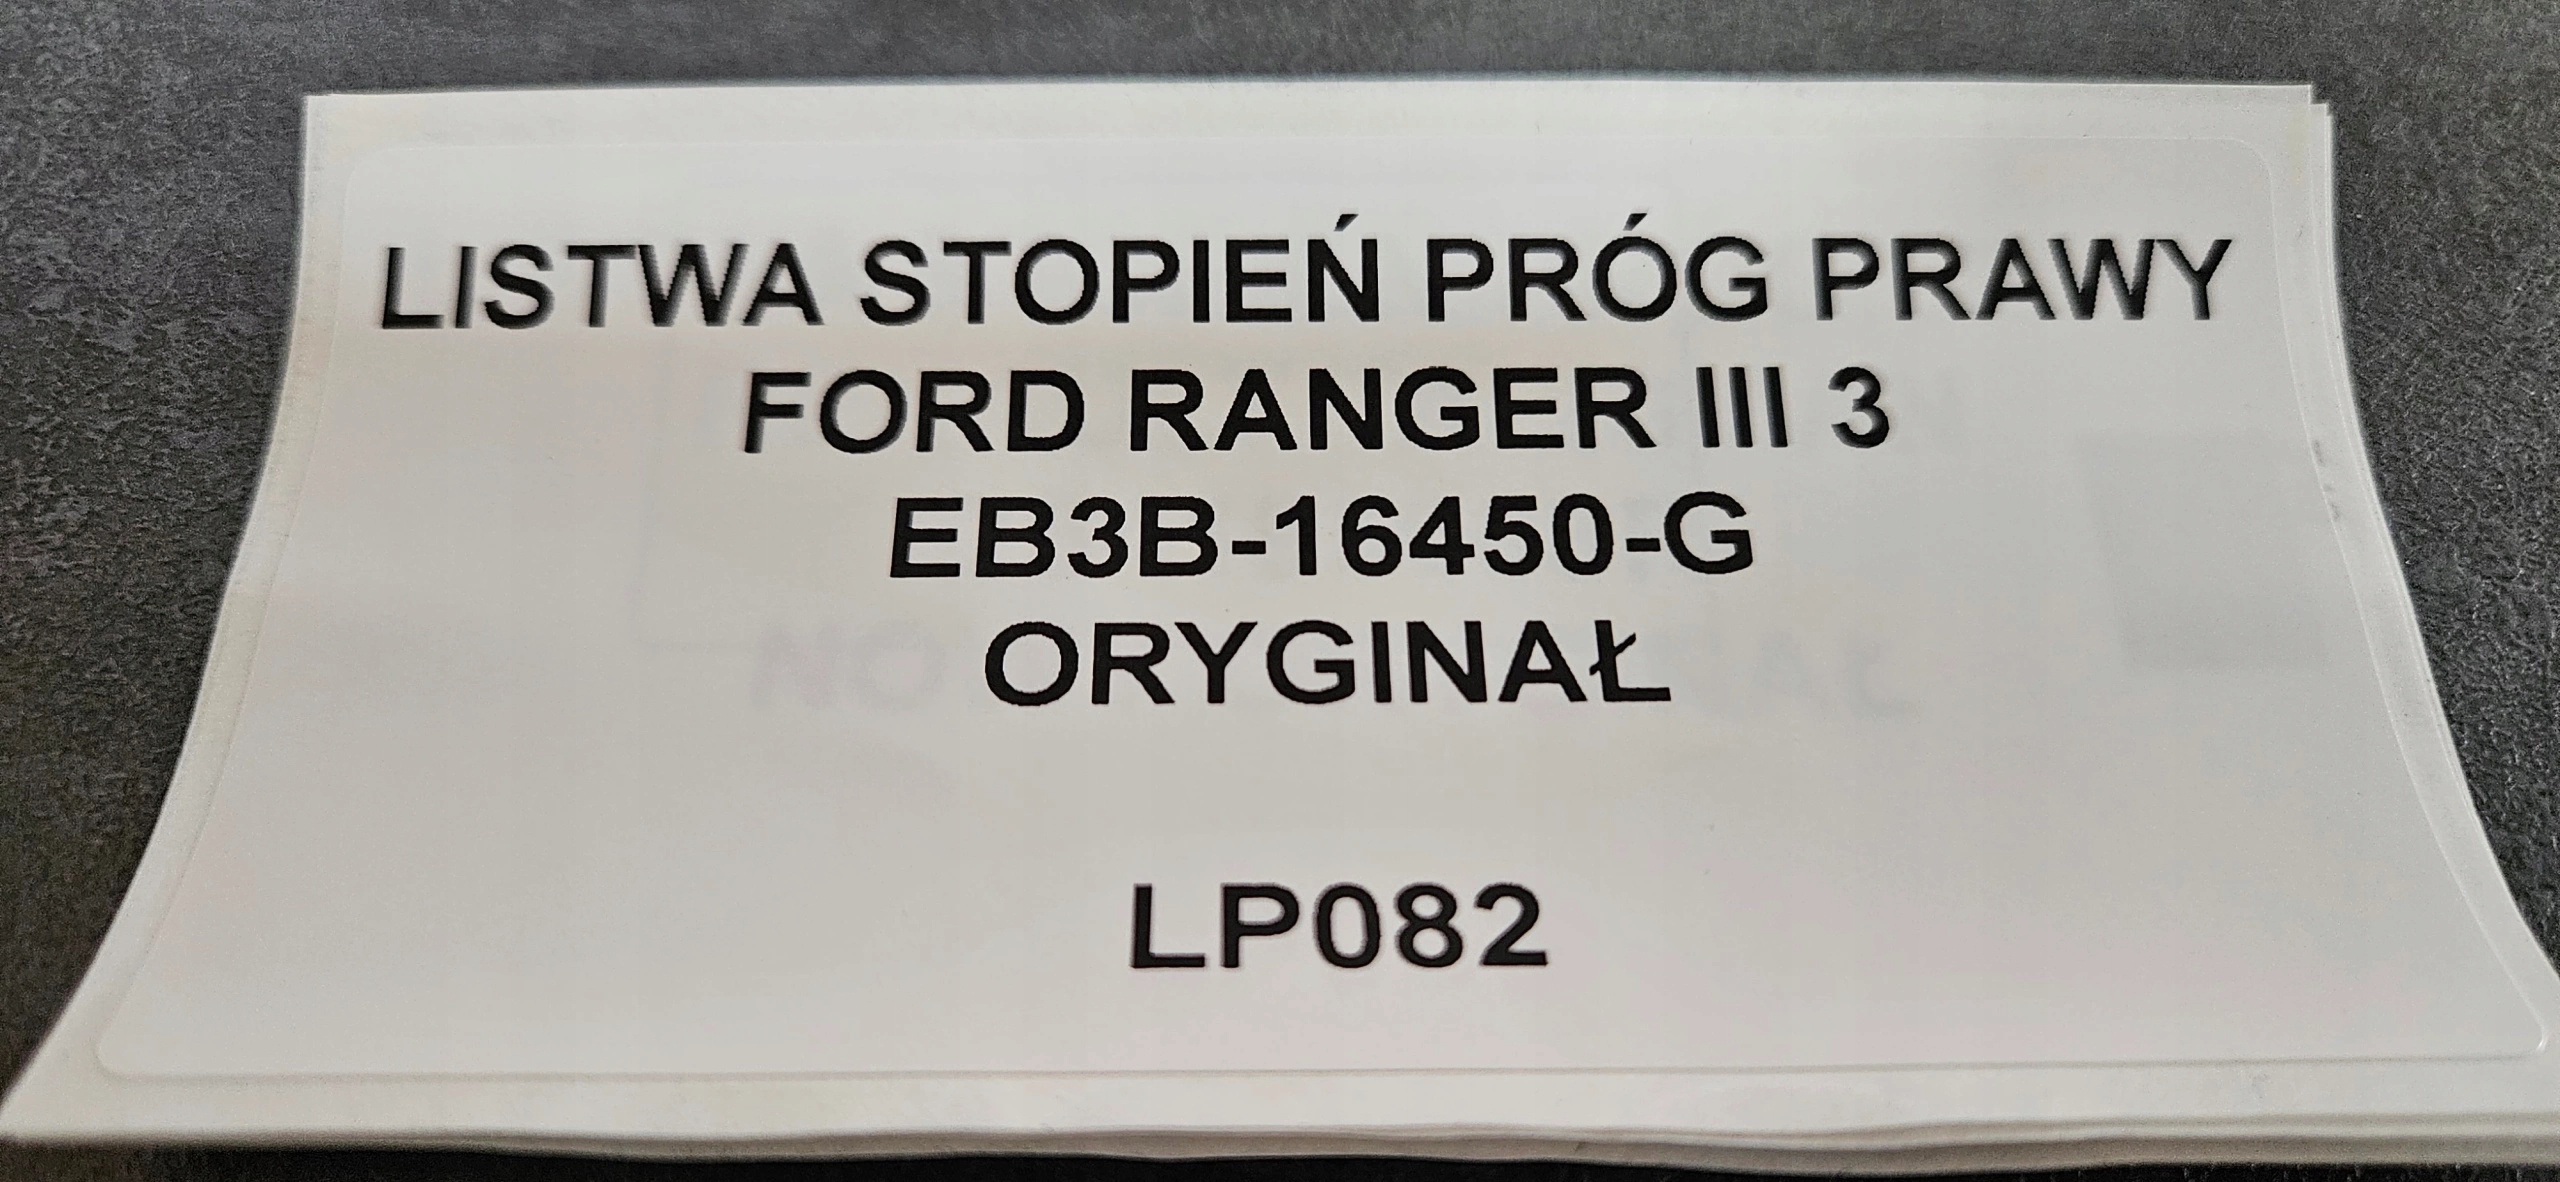 LISTWA STOPIEŃ PRÓG PRAWY
FORD RANGER III 3
EB3B-16450-G
ORYGINAŁ
LP082